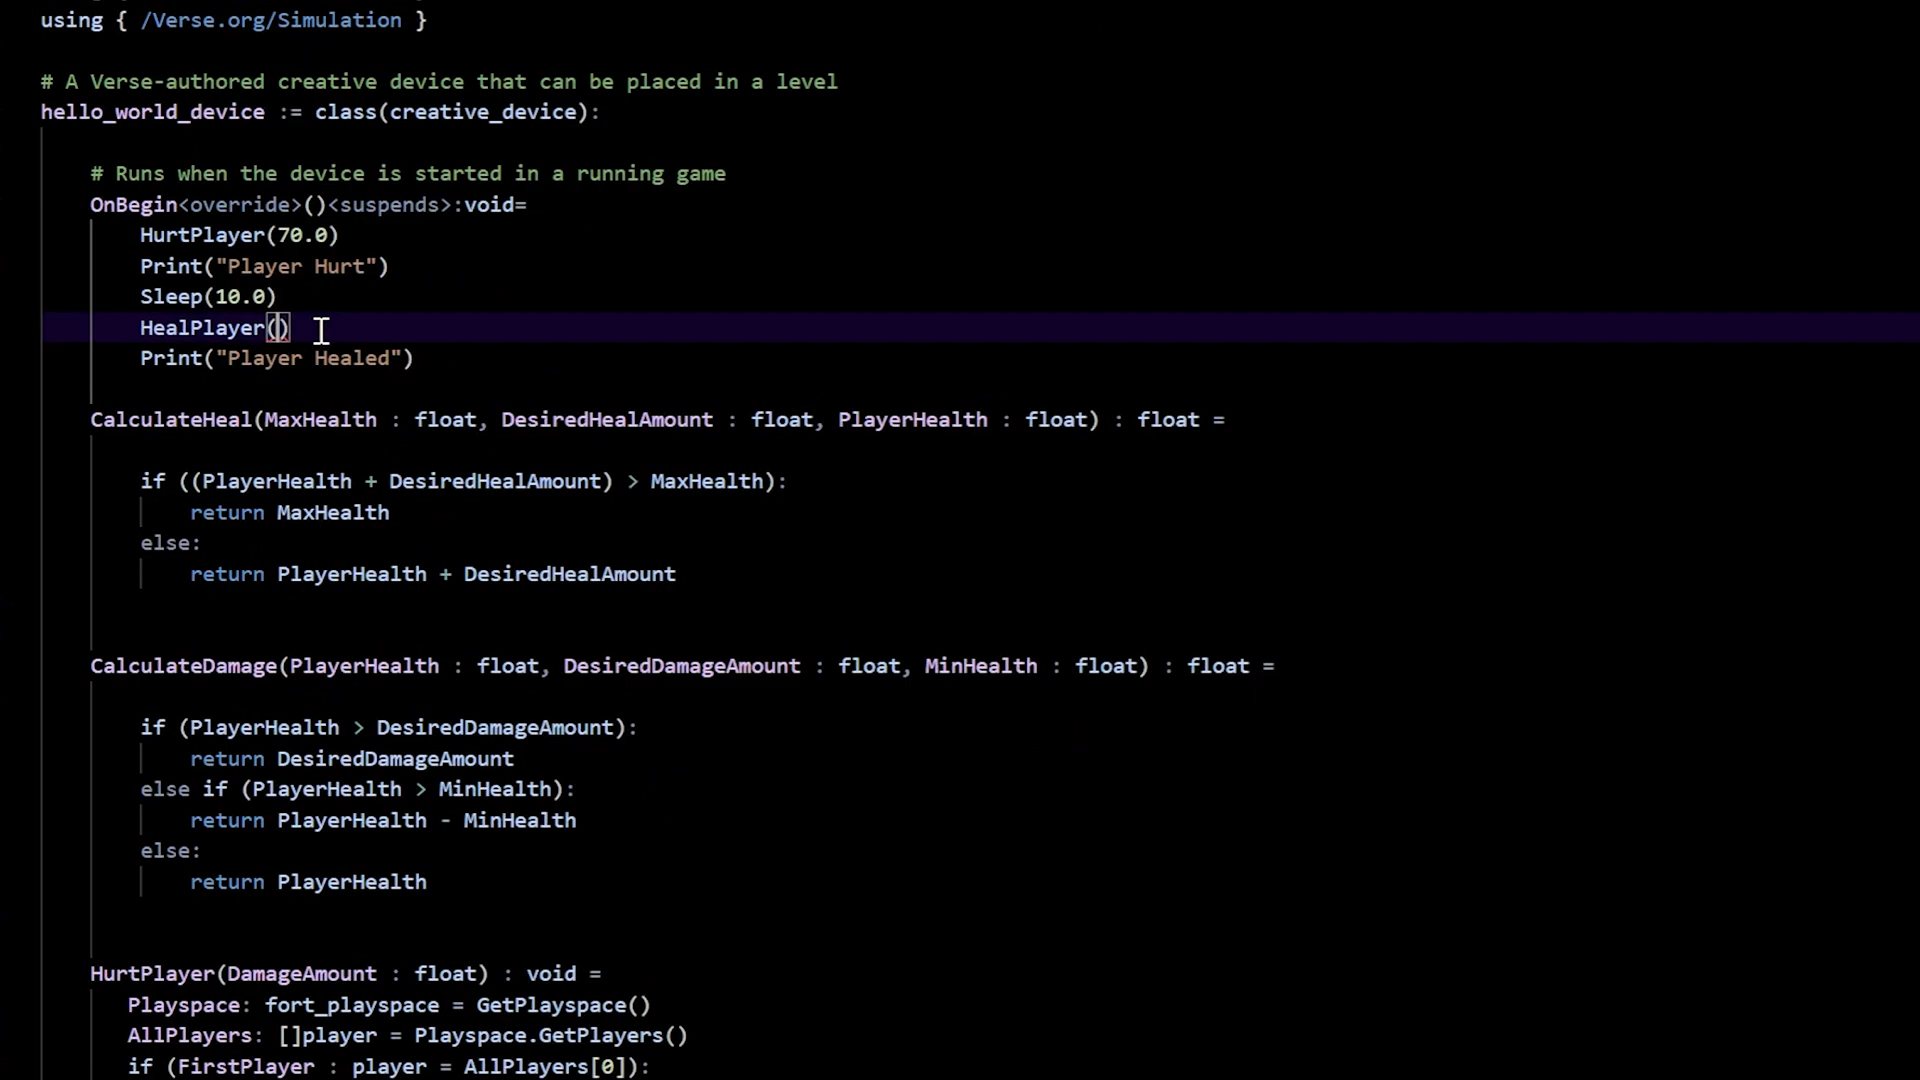 using { /Verse.org/Simulation }
# A Verse-authored creative device that can be placed in a level
hello_world_device := class(creative_device):
# Runs when the device is started in a running game
OnBegin<override>()<suspends>:void=
HurtPlayer(70.0)
Print("Player Hurt")
Sleep(10.0)
HealPlayer()
Print("Player Healed")
CalculateHeal(MaxHealth : float, DesiredHealAmount : float, PlayerHealth : float) : float =
if ((PlayerHealth + DesiredHealAmount) > MaxHealth):
return MaxHealth
else:
return PlayerHealth + DesiredHealAmount
CalculateDamage(PlayerHealth : float, DesiredDamageAmount : float, MinHealth : float) : float =
if (PlayerHealth > DesiredDamageAmount):
return DesiredDamageAmount
else if (PlayerHealth > MinHealth):
return PlayerHealth - MinHealth
else:
return PlayerHealth
HurtPlayer(DamageAmount : float) : void =
Playspace: fort_playspace = GetPlayspace()
AllPlayers: []player = Playspace.GetPlayers()
if (FirstPlayer : player = AllPlayers[0]):